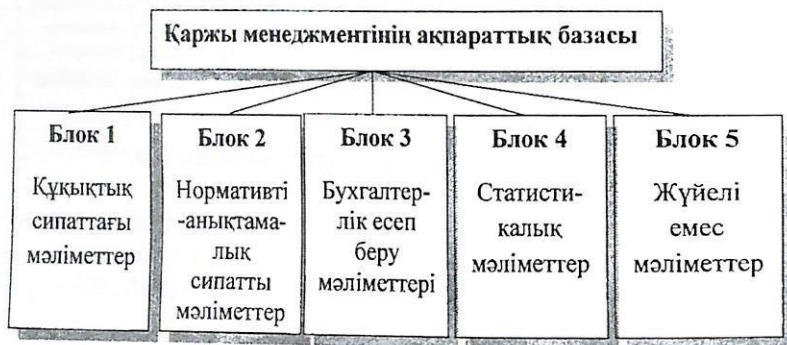 Қаржы менеджментінің ақпараттық базасы
Блок 1
Құқықтық
сипаттағы
мәліметтер
Блок 2
Нормативті
-анықтама-
лық
сипатты
мәліметтер
Блок 3
Бухгалтер-
лік есеп
беру
мәліметтері
Блок 4
Статисти-
калық
мәліметтер
Блок 5
Жүйелі
емес
мәліметтер